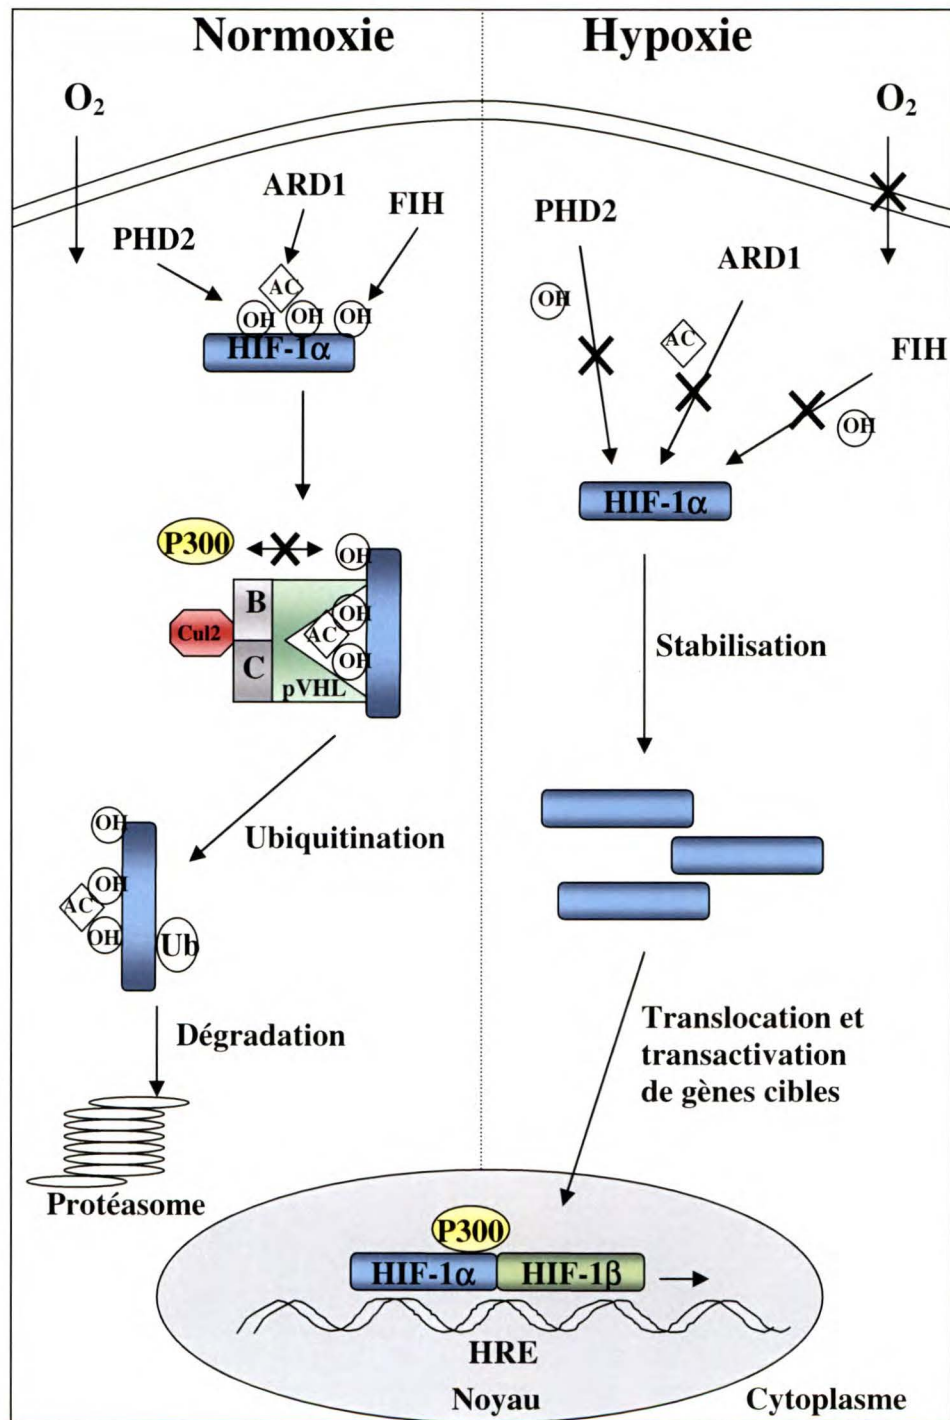 Normoxie
Hypoxie
O₂
ARD1
FIH
PHD2
AC
OH
OH
OH
HIF-1α
P300
OH
B
OH
Cul2
AC
C
OH
pVHL
Ubiquitination
OH
OH
AC
OH
Ub
Dégradation
Protéasome
O₂
PHD2
ARD1
OH
AC
FIH
OH
HIF-1α
Stabilisation
Translocation et
transactivation
de gènes cibles
P300
HIF-1α
HIF-1β
HRE
Noyau
Cytoplasme